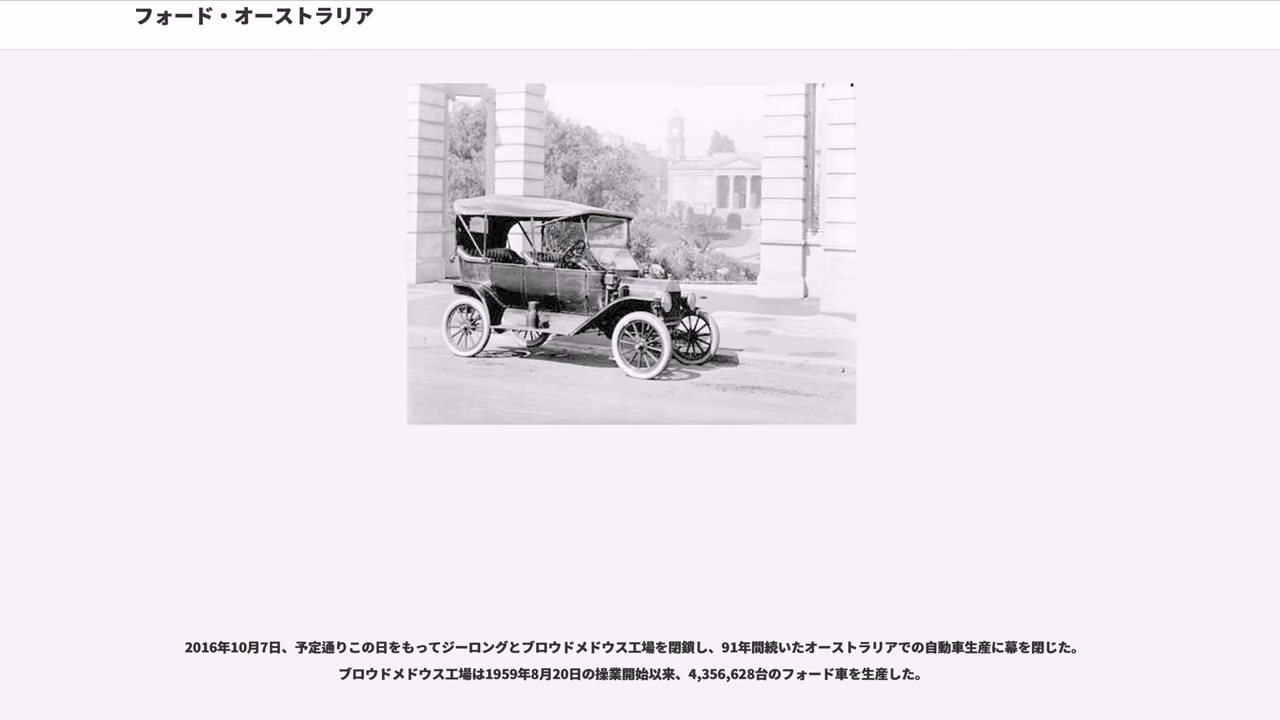 フォード・オーストラリア
2016年10月7日、予定通りこの日をもってジーロングとブロウドメドウス工場を閉鎖し、91年間続いたオーストラリアでの自動車生産に幕を閉じた。
ブロウドメドウス工場は1959年8月20日の操業開始以来、4,356,628台のフォード車を生産した。